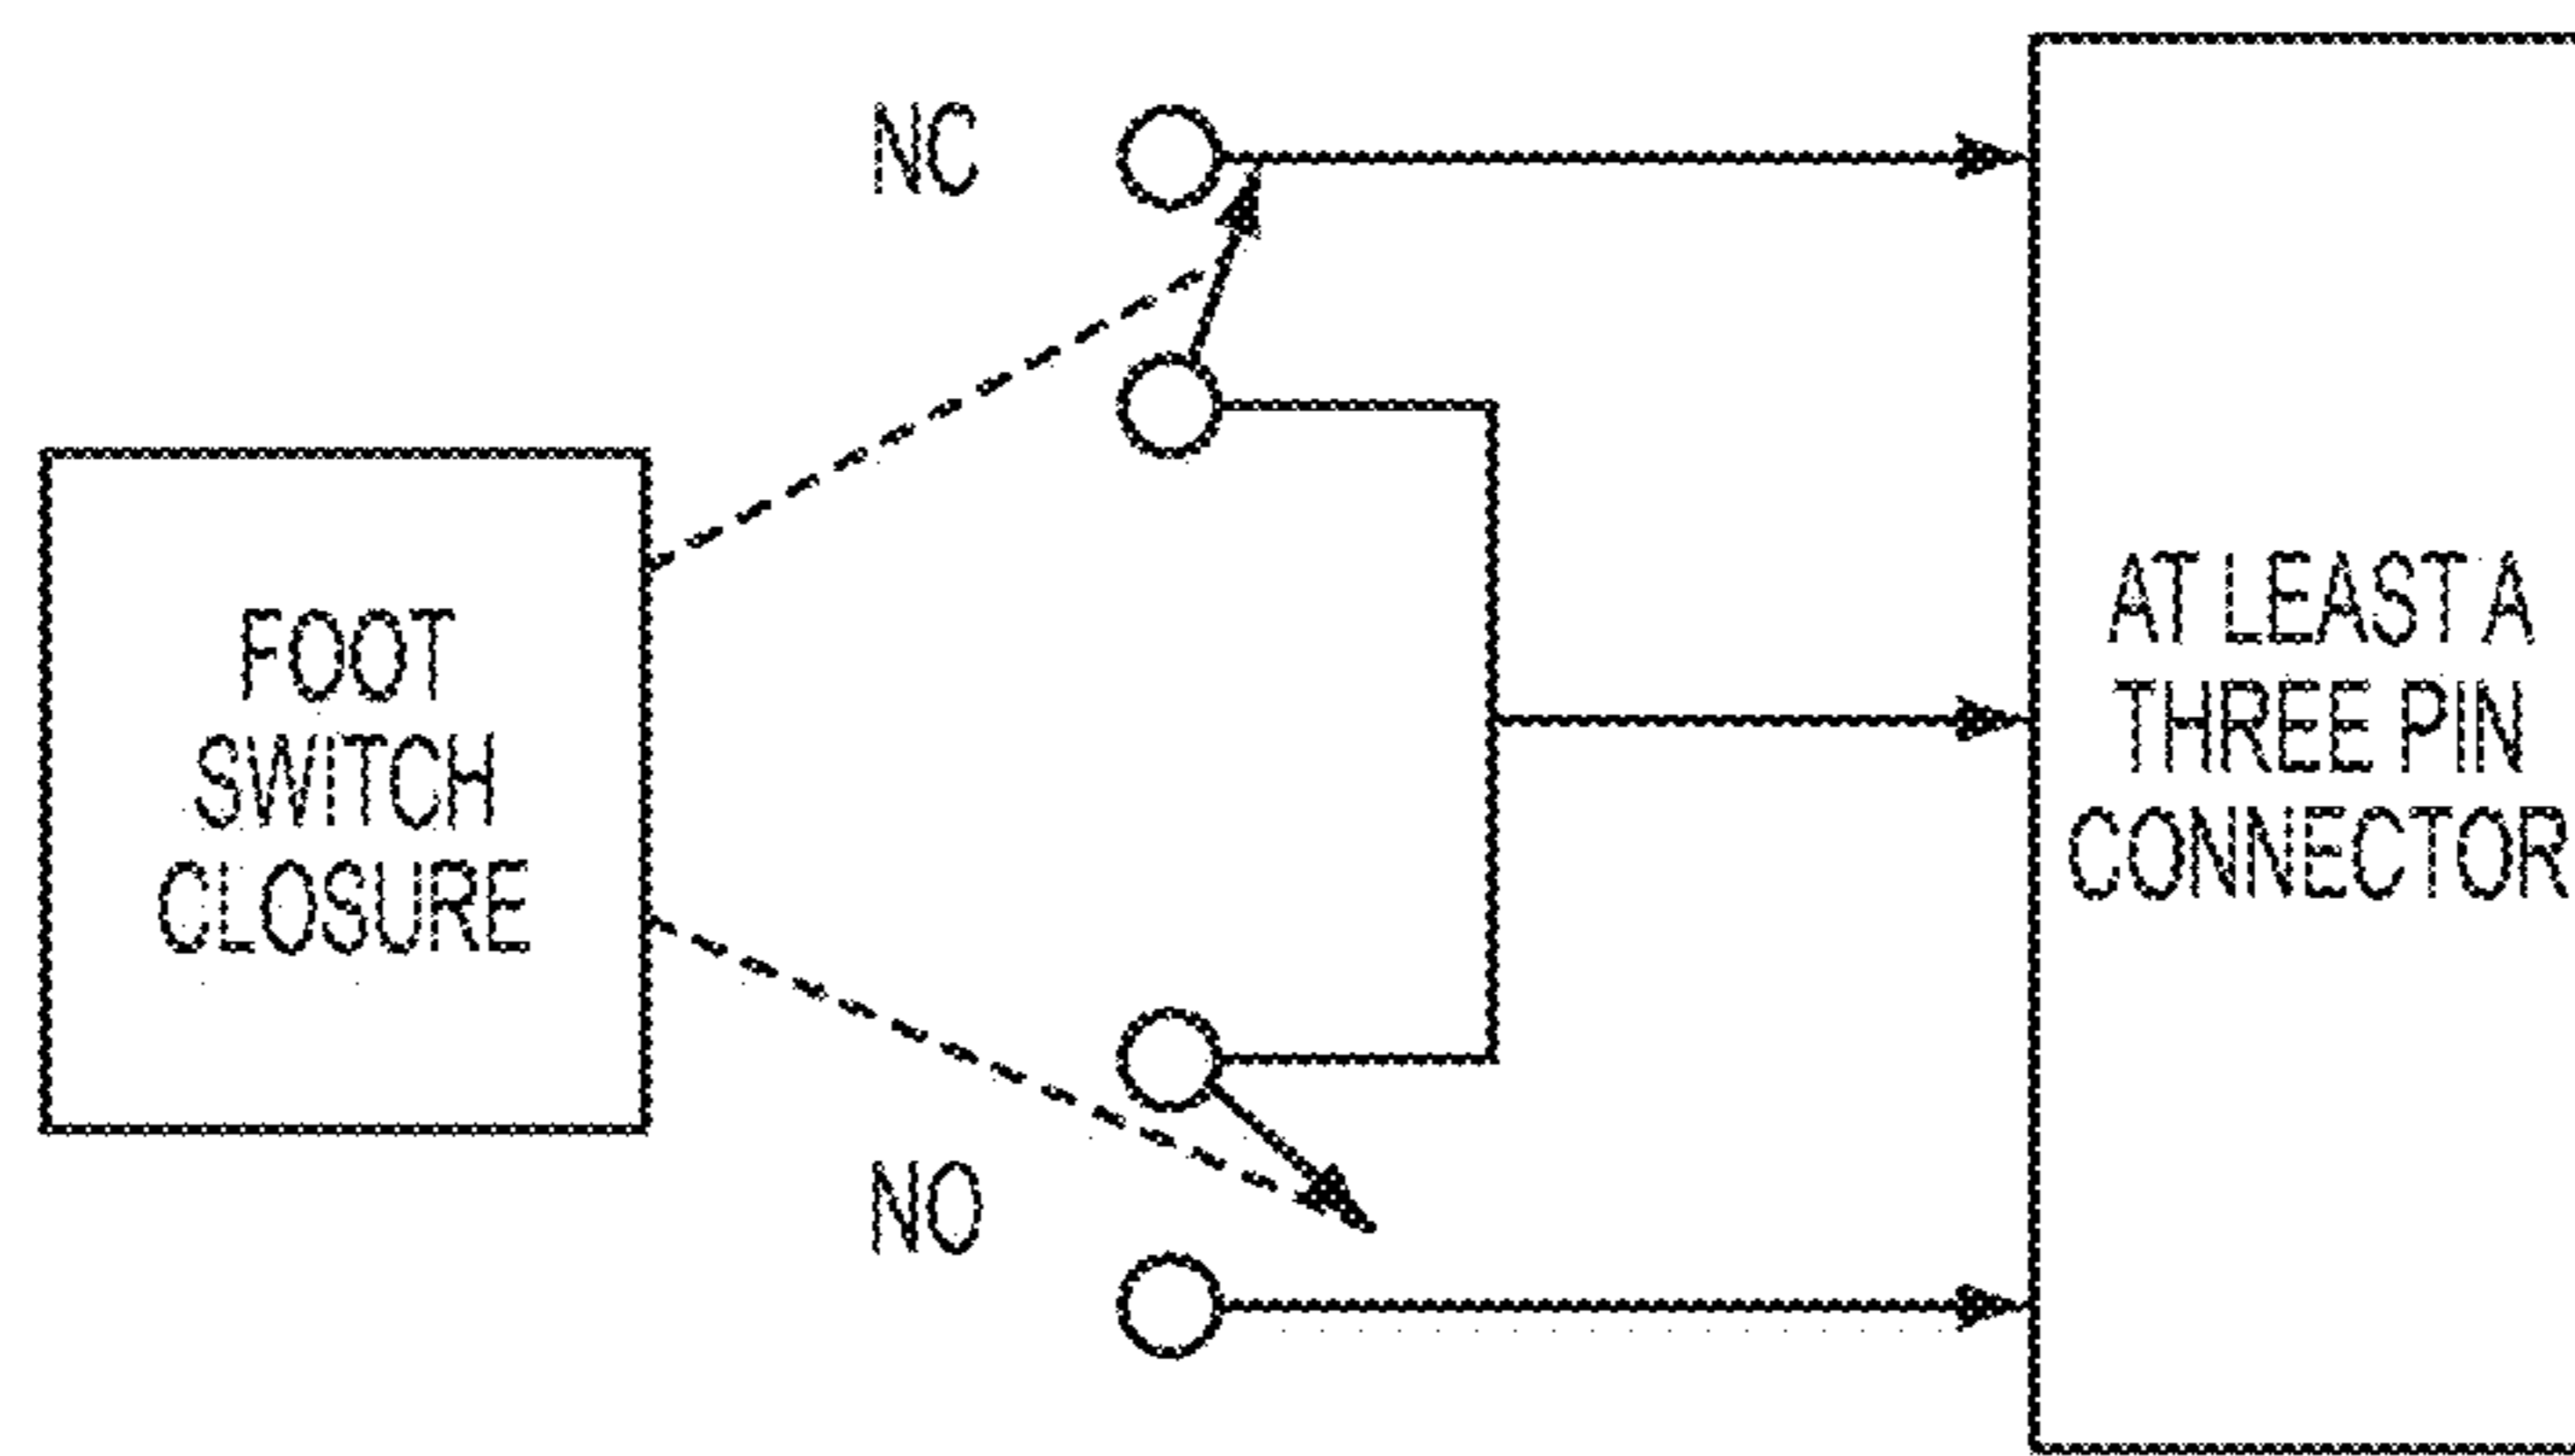 NC
FOOT
SWITCH
CLOSURE
NO
AT LEAST A
THREE PIN
CONNECTOR